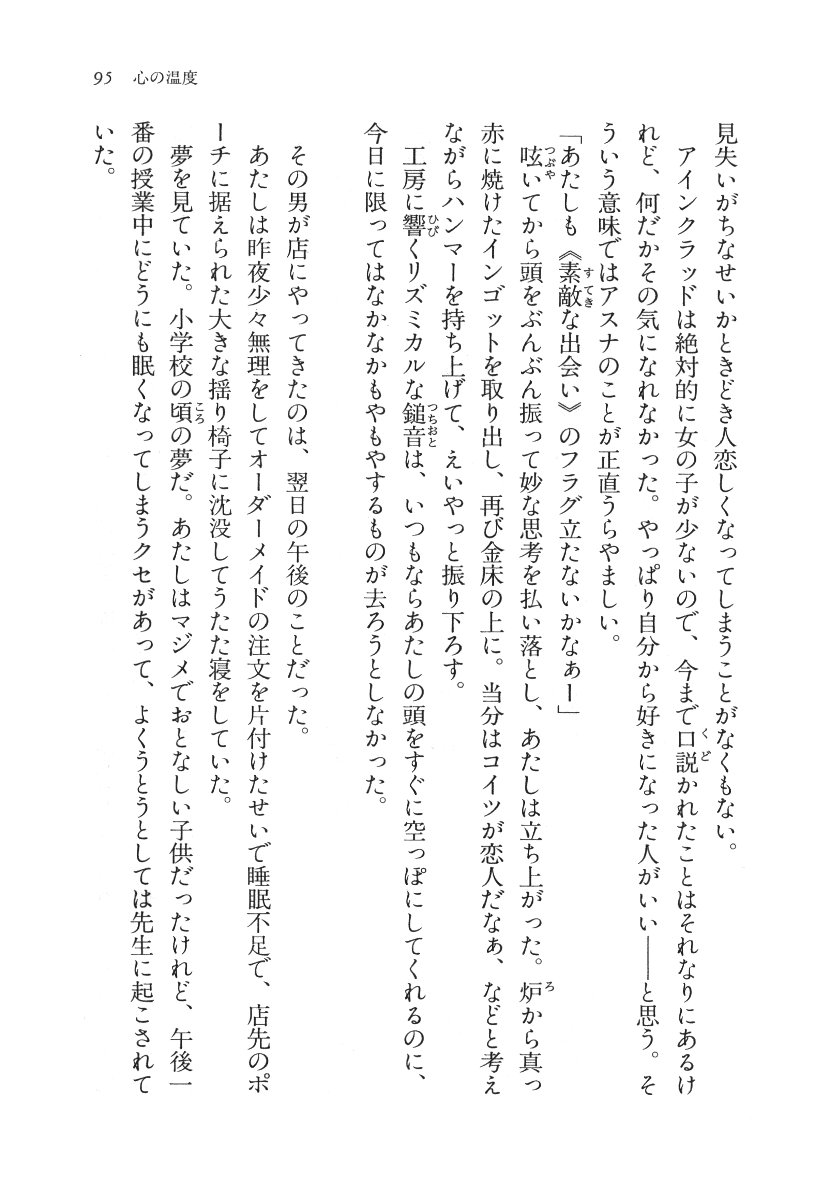 95 心の温度
見失いがちなせいかときどき人恋しくなってしまうことがなくもない。
アインクラッドは絶対的に女の子が少ないので、今まで口説かれたことはそれなりにあるけ
れど、何だかその気になれなかった。やっぱり自分から好きになった人がいい――と思う。そ
ういう意味ではアスナのことが正直うらやましい。
「あたしも《素敵な出会い》のフラグ立たないかなぁー」
呟いてから頭をぶんぶん振って妙な思考を払い落とし、あたしは立ち上がった。炉から真っ
赤に焼けたインゴットを取り出し、再び金床の上に。当分はコイツが恋人だなぁ、などと考え
ながらハンマーを持ち上げて、えいやっと振り下ろす。
工房に響くリズミカルな鎚音は、いつもならあたしの頭をすぐに空っぽにしてくれるのに、
今日に限ってはなかなかもやもやするものが去ろうとしなかった。
その男が店にやってきたのは、翌日の午後のことだった。
あたしは昨夜少々無理をしてオーダーメイドの注文を片付けたせいで睡眠不足で、店先のポ
ーチに据えられた大きな揺り椅子に沈没してうたた寝をしていた。
夢を見ていた。小学校の頃の夢だ。あたしはマジメでおとなしい子供だったけれど、午後一
番の授業中にどうにも眠くなってしまうクセがあって、よくうとうとしては先生に起こされて
いた。